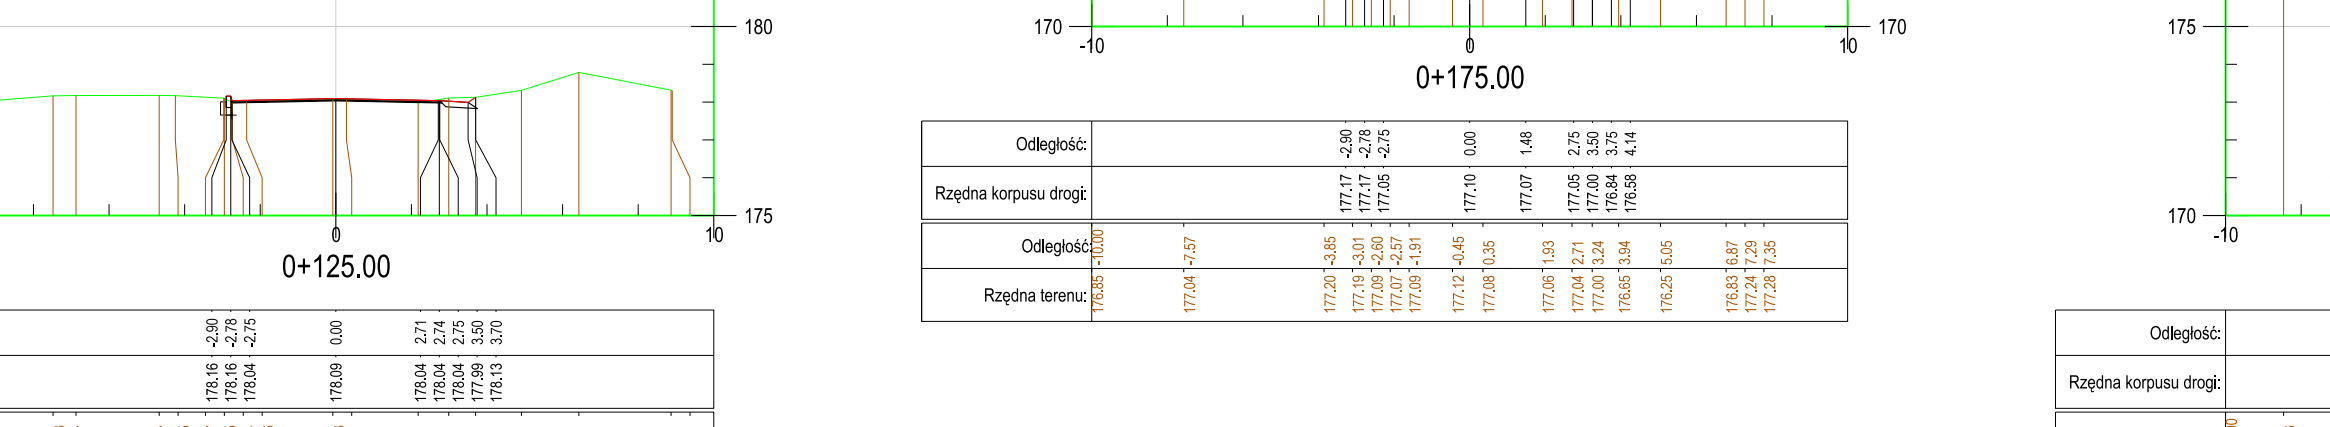 180
175
0
10
0+125.00
-2.90 -2.78 -2.75 0.00 2.71 2.74 2.75 3.50 3.70
178.16 178.16 178.04 178.09 178.04 178.04 178.04 177.99 178.13
170
170
-10
0
10
0+175.00
Odległość: -2.90 -2.78 -2.75 0.00 1.48 2.75 3.50 3.75 4.14
Rzędna korpusu drogi: 177.17 177.17 177.05 177.10 177.07 177.05 177.00 176.84 176.58
Odległość: -10.00 -7.57 -3.85 -3.01 -2.60 -2.57 -1.91 -0.45 0.35 1.93 2.71 3.24 3.94 5.05 6.87 7.29 7.35
Rzędna terenu: 176.85 177.04 177.20 177.19 177.09 177.07 177.09 177.12 177.08 177.06 177.04 177.00 176.65 176.25 176.83 177.24 177.28
175
170
-10
Odległość:
Rzędna korpusu drogi: